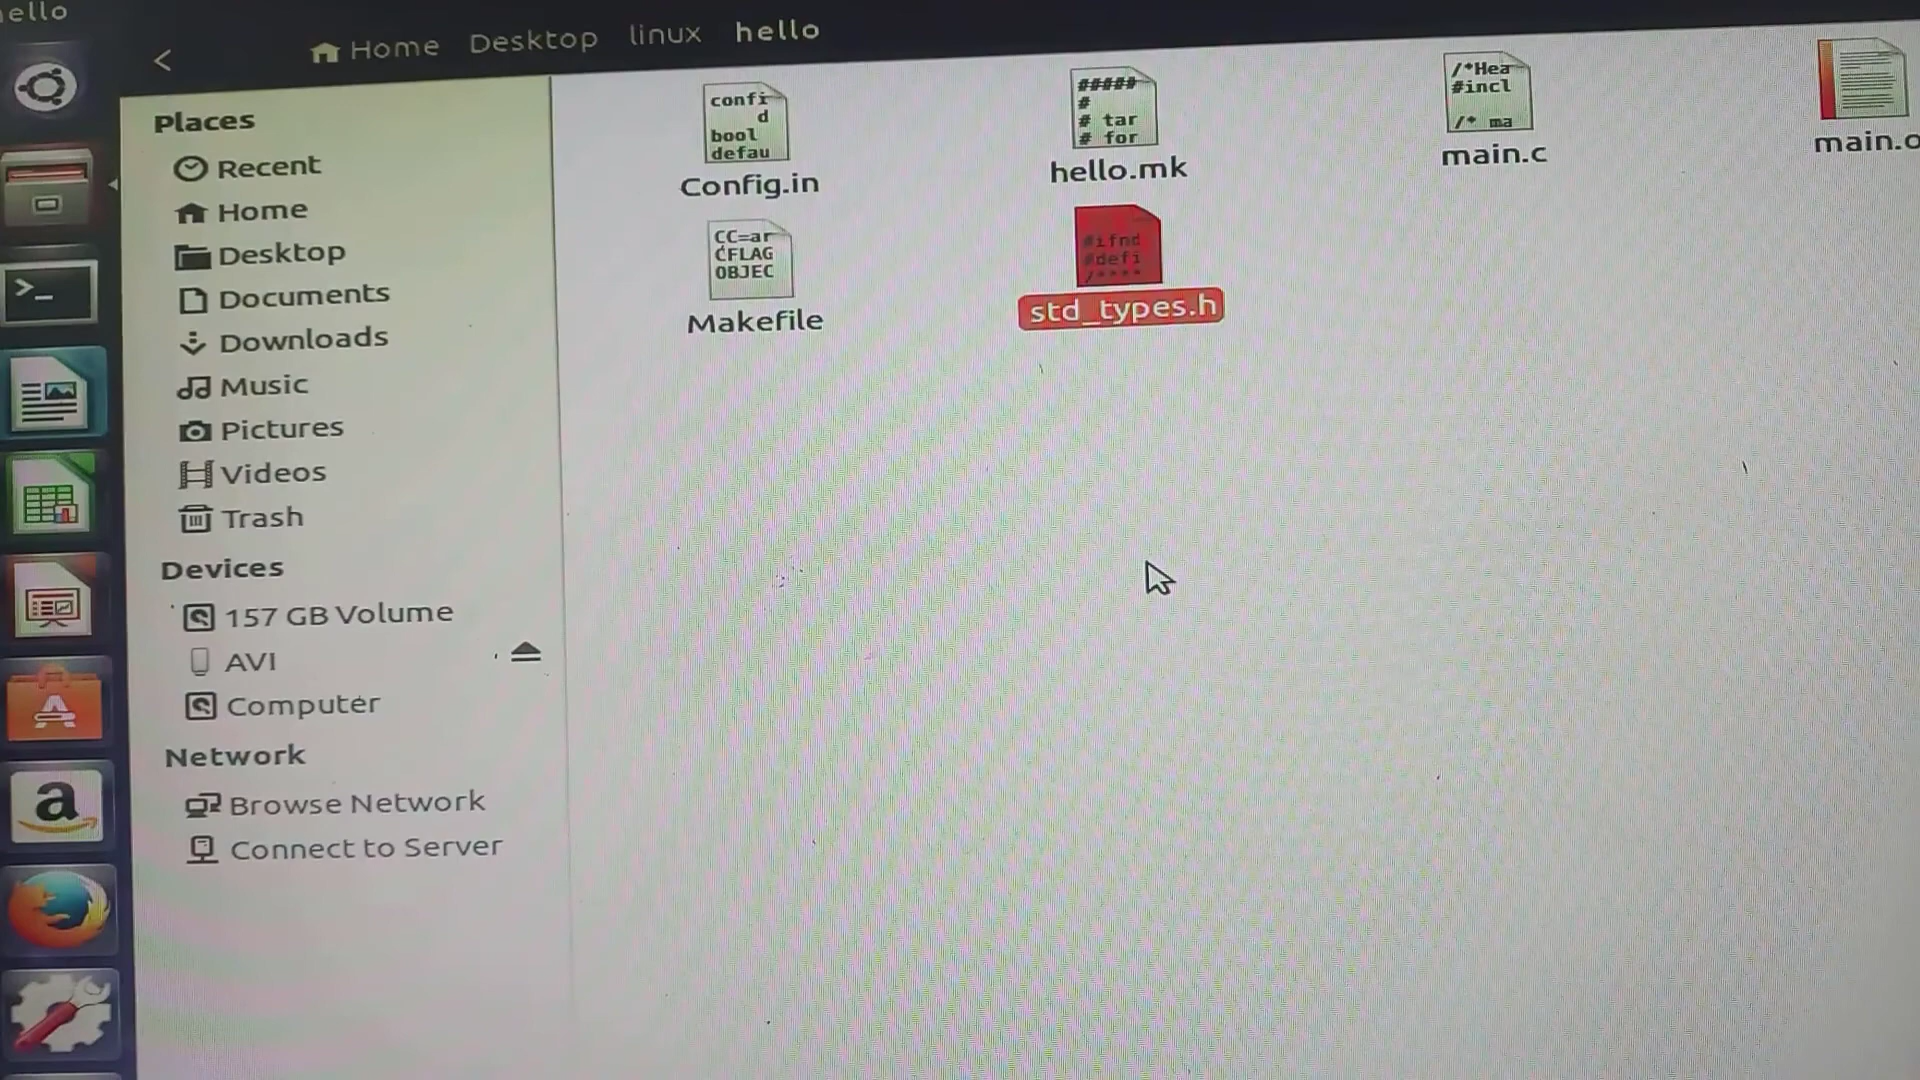 ello
Home Desktop linux hello
Places
Recent
Home
Desktop
Documents
Downloads
Music
Pictures
Videos
Trash
Devices
157 GB Volume
AVI
Computer
Network
Browse Network
Connect to Server
confi
d
bool
defau
Config.in
#####
#
# tar
# for
hello.mk
/*Hea
#incl
/* ma
main.c
main.o
CC=ar
CFLAG
OBJEC
Makefile
#ifnd
#defi
/****
std_types.h